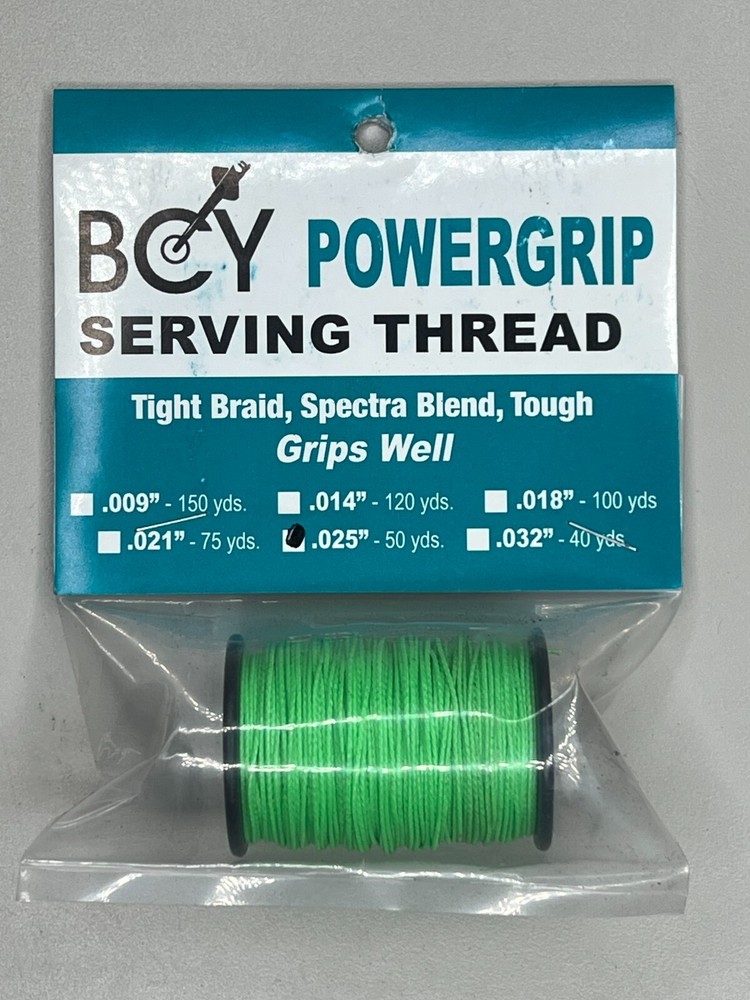 BCY POWERGRIP
SERVING THREAD
Tight Braid, Spectra Blend, Tough
Grips Well
.009” - 150 yds. .014” - 120 yds. .018” - 100 yds
.021” - 75 yds. .025” - 50 yds. .032” - 40 yds.